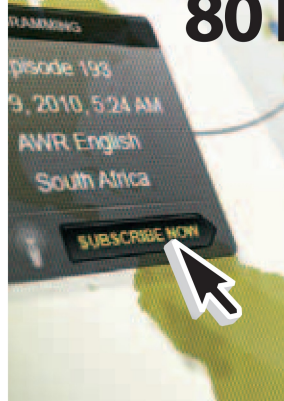 80
RAMMING
pisode 193
9, 2010, 5:24 AM
AWR English
South Africa
SUBSCRIBE NOW